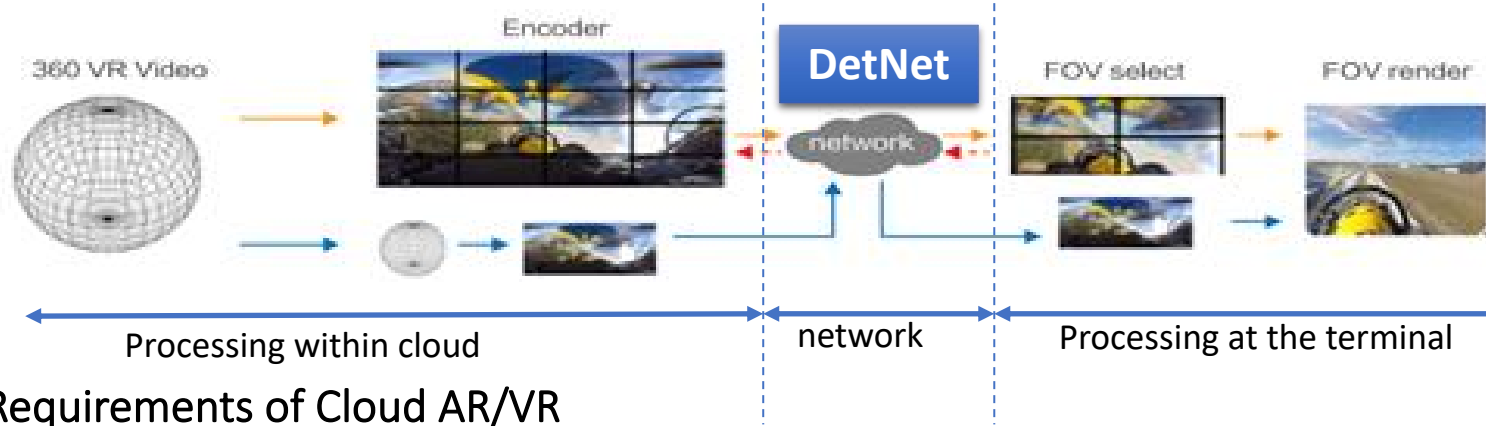 Encoder
DetNet
360 VR Video
FOV select
FOV render
network
Processing within cloud
network
Processing at the terminal
Requirements of Cloud AR/VR